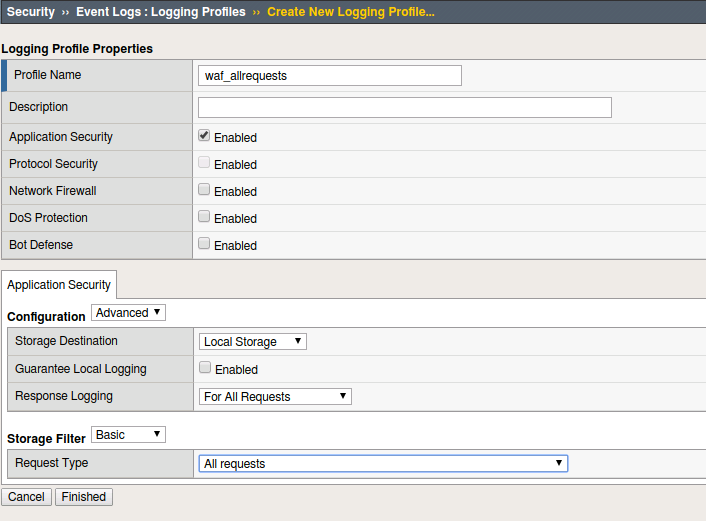 Security ›› Event Logs : Logging Profiles ›› Create New Logging Profile...
Logging Profile Properties
Profile Name waf_allrequests
Description
Application Security Enabled
Protocol Security Enabled
Network Firewall Enabled
DoS Protection Enabled
Bot Defense Enabled
Application Security
Configuration Advanced
Storage Destination Local Storage
Guarantee Local Logging Enabled
Response Logging For All Requests
Storage Filter Basic
Request Type All requests
Cancel Finished